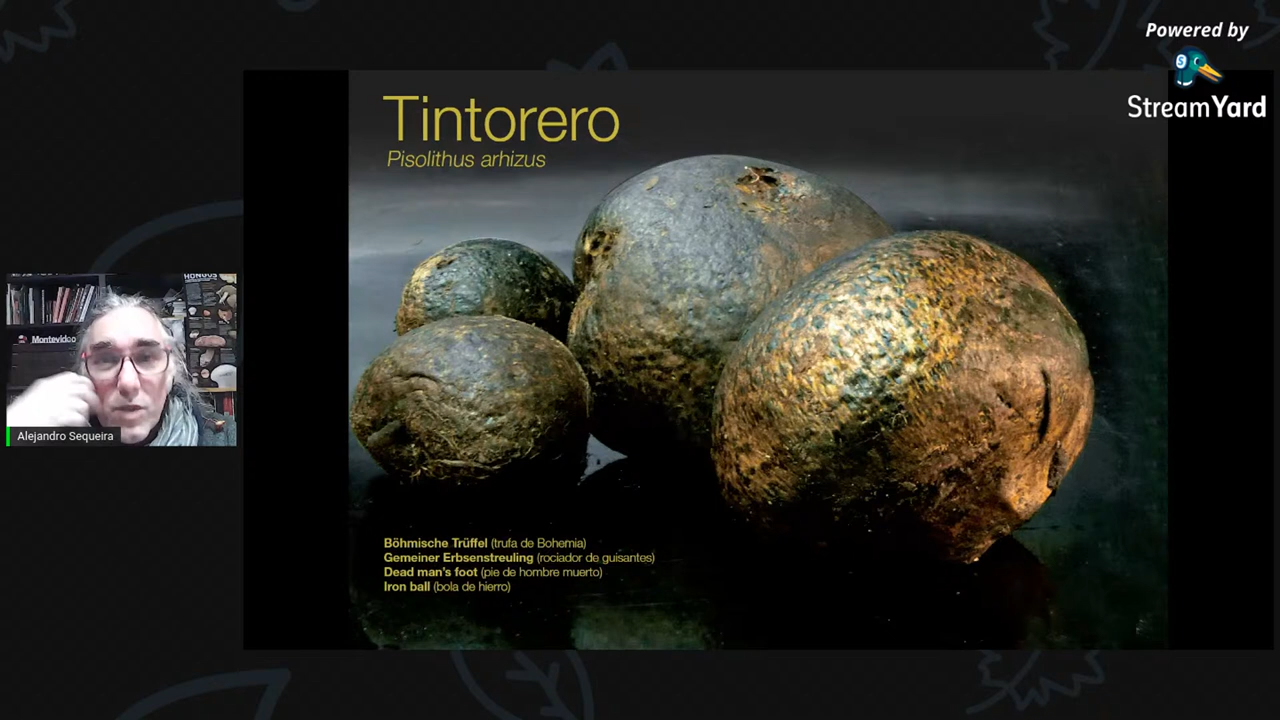 Powered by
StreamYard
Tintorero
Pisolithus arhizus
HONGOS
Montevideo
Alejandro Sequeira
Böhmische Trüffel (trufa de Bohemia)
Gemeiner Erbsenstreuling (rociador de guisantes)
Dead man's foot (pie de hombre muerto)
Iron ball (bola de hierro)